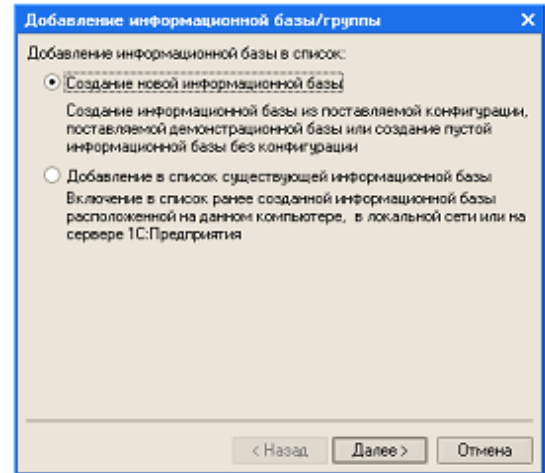 Добавление информационной базы/группы
Добавление информационной базы в список:
Создание новой информационной базы
Создание информационной базы из поставляемой конфигурации,
поставляемой демонстрационной базы или создание пустой
информационной базы без конфигурации
Добавление в список существующей информационной базы
Включение в список ранее созданной информационной базы
расположенной на данном компьютере, в локальной сети или на
сервере 1С:Предприятия
< Назад Далее > Отмена